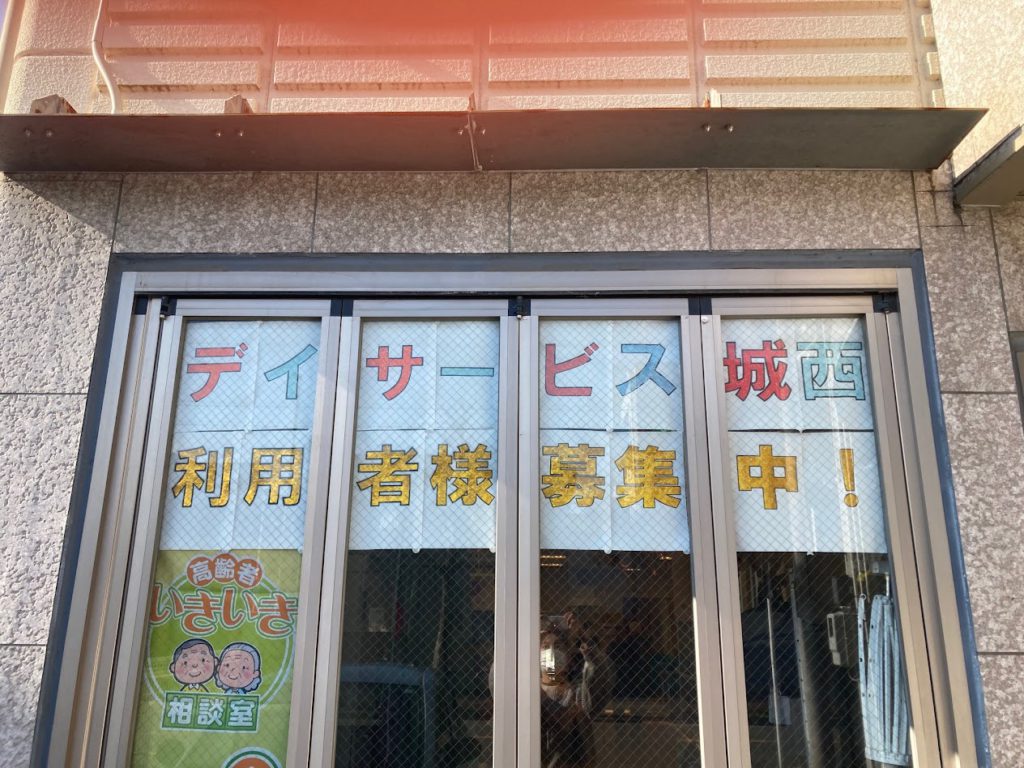 デイサービス城西
利用者様募集中!
高齢者
いきいき
相談室